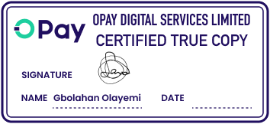 OPay
OPAY DIGITAL SERVICES LIMITED
CERTIFIED TRUE COPY
SIGNATURE
NAME Gbolahan Olayemi DATE